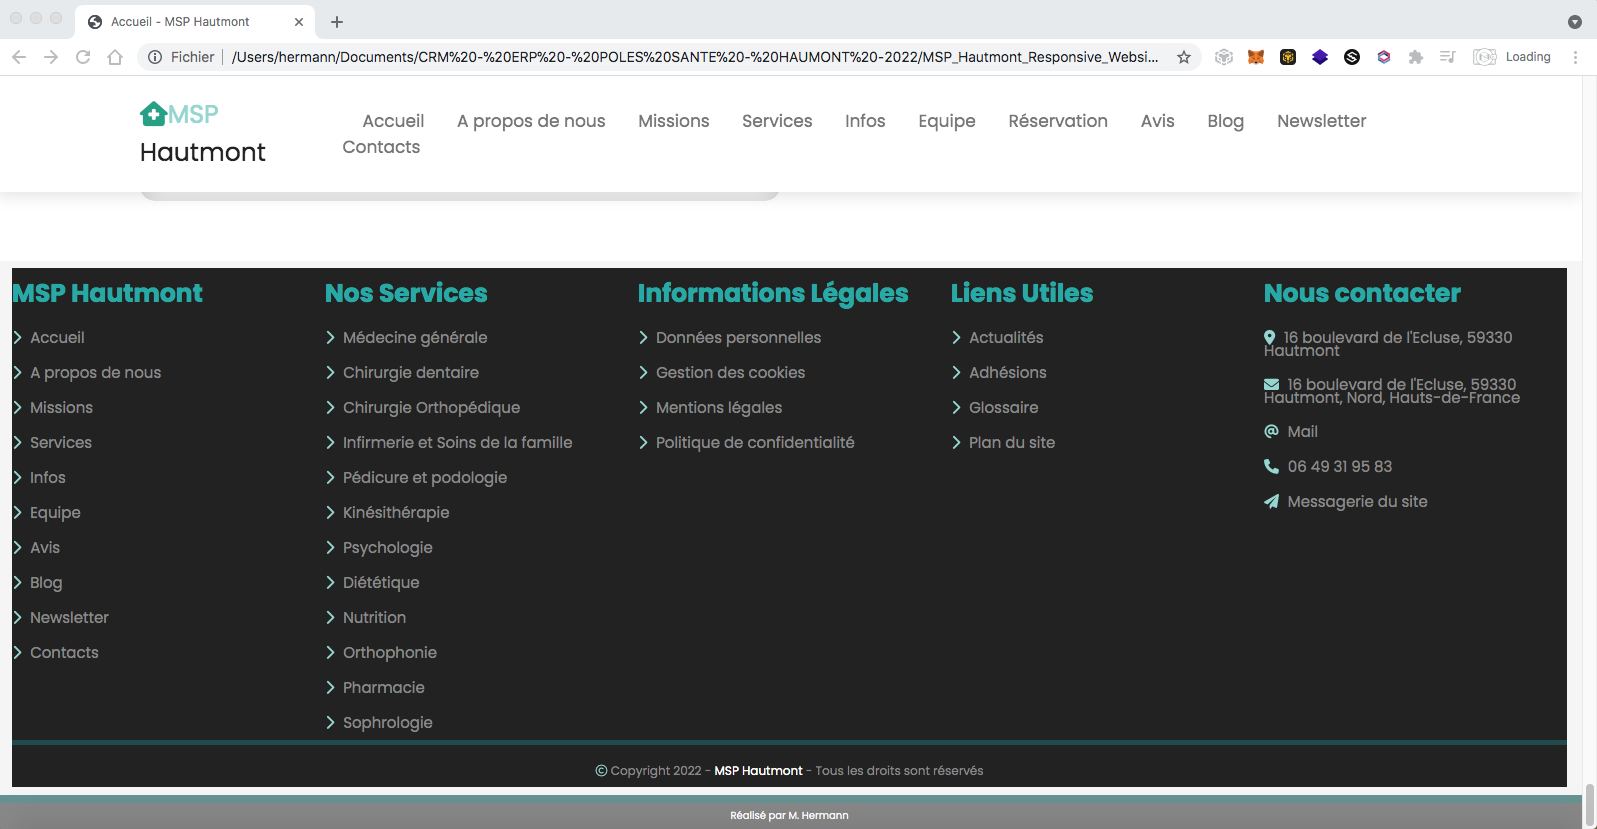 Accueil - MSP Hautmont
Fichier /Users/hermann/Documents/CRM%20-%20ERP%20-%20POLES%20SANTE%20-%20HAUMONT%20-2022/MSP_Hautmont_Responsive_Websi...
Loading
MSP
Hautmont
Accueil A propos de nous Missions Services Infos Equipe Réservation Avis Blog Newsletter
Contacts
MSP Hautmont
Accueil
A propos de nous
Missions
Services
Infos
Equipe
Avis
Blog
Newsletter
Contacts
Nos Services
Médecine générale
Chirurgie dentaire
Chirurgie Orthopédique
Infirmerie et Soins de la famille
Pédicure et podologie
Kinésithérapie
Psychologie
Diététique
Nutrition
Orthophonie
Pharmacie
Sophrologie
Informations Légales
Données personnelles
Gestion des cookies
Mentions légales
Politique de confidentialité
Liens Utiles
Actualités
Adhésions
Glossaire
Plan du site
Nous contacter
16 boulevard de l'Ecluse, 59330
Hautmont
16 boulevard de l'Ecluse, 59330
Hautmont, Nord, Hauts-de-France
Mail
06 49 31 95 83
Messagerie du site
© Copyright 2022 - MSP Hautmont - Tous les droits sont réservés
Réalisé par M. Hermann